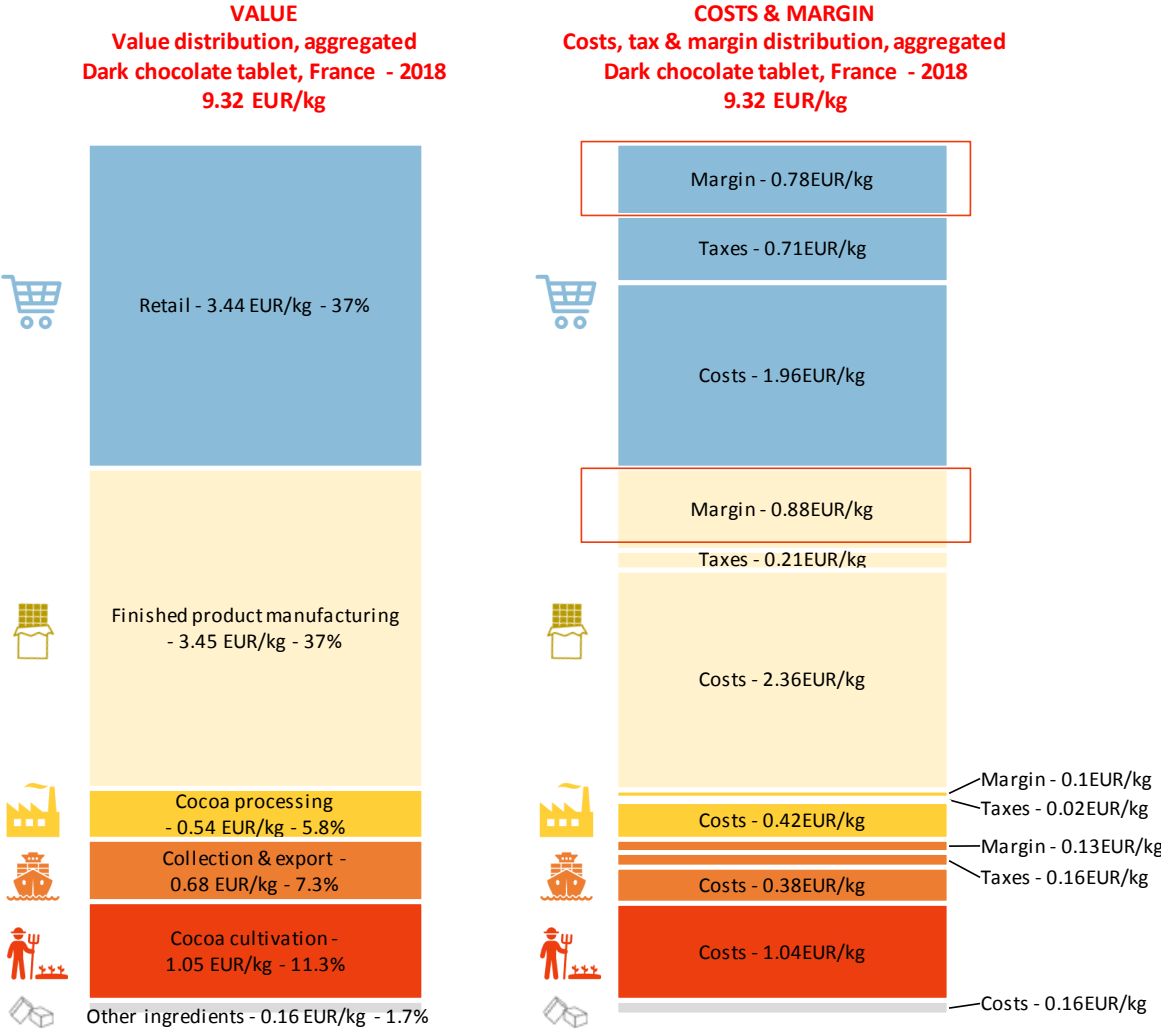 VALUE
Value distribution, aggregated
Dark chocolate tablet, France - 2018
9.32 EUR/kg
Retail - 3.44 EUR/kg - 37%
Finished product manufacturing
- 3.45 EUR/kg - 37%
Cocoa processing
- 0.54 EUR/kg - 5.8%
Collection & export -
0.68 EUR/kg - 7.3%
Cocoa cultivation -
1.05 EUR/kg - 11.3%
Other ingredients - 0.16 EUR/kg - 1.7%
COSTS & MARGIN
Costs, tax & margin distribution, aggregated
Dark chocolate tablet, France - 2018
9.32 EUR/kg
Margin - 0.78EUR/kg
Taxes - 0.71EUR/kg
Costs - 1.96EUR/kg
Margin - 0.88EUR/kg
Taxes - 0.21EUR/kg
Costs - 2.36EUR/kg
Margin - 0.1EUR/kg
Taxes - 0.02EUR/kg
Costs - 0.42EUR/kg
Margin - 0.13EUR/kg
Taxes - 0.16EUR/kg
Costs - 0.38EUR/kg
Costs - 1.04EUR/kg
Costs - 0.16EUR/kg